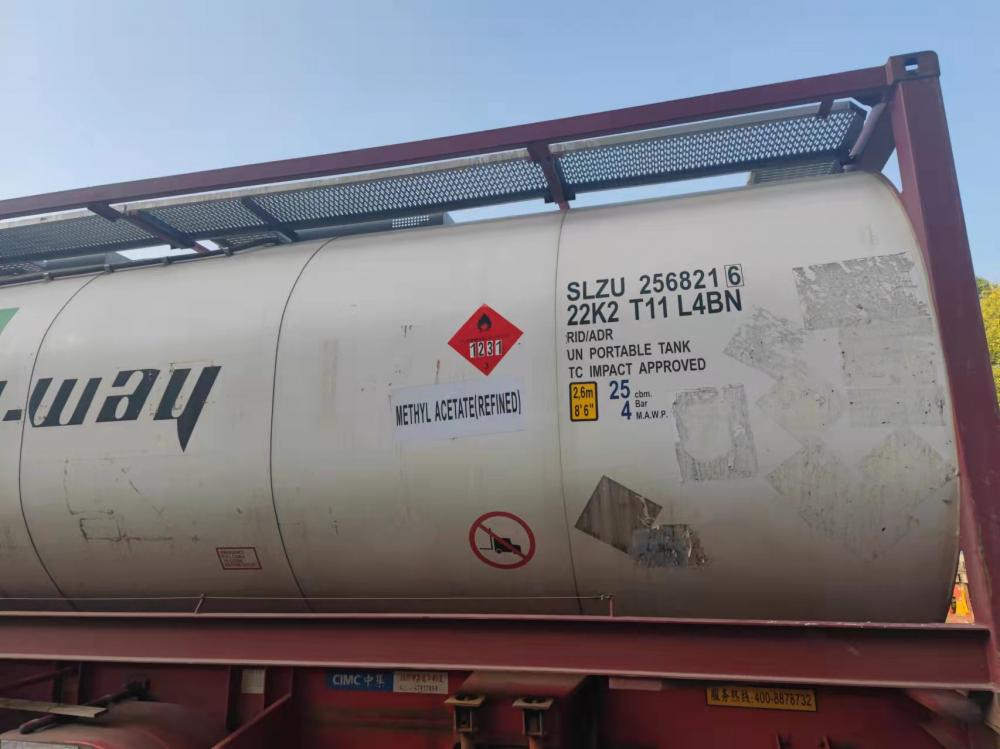 -way
1231
3
METHYL ACETATE(REFINED)
SLZU 256821 6
22K2 T11 L4BN
RID/ADR
UN PORTABLE TANK
TC IMPACT APPROVED
2,6m
8'6"
25 cbm.
4 Bar
M.A.W.P.
CIMC中集
服务热线:400-8878732